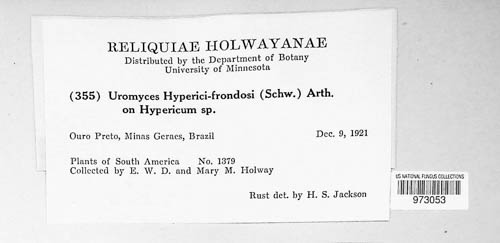 RELIQUIAE HOLWAYANAE
Distributed by the Department of Botany
University of Minnesota
(355) Uromyces Hyperici-frondosi (Schw.) Arth.
on Hypericum sp.
Ouro Preto, Minas Geraes, Brazil Dec. 9, 1921
Plants of South America No. 1379
Collected by E. W. D. and Mary M. Holway
Rust det. by H. S. Jackson
US NATIONAL FUNGUS COLLECTIONS
973053